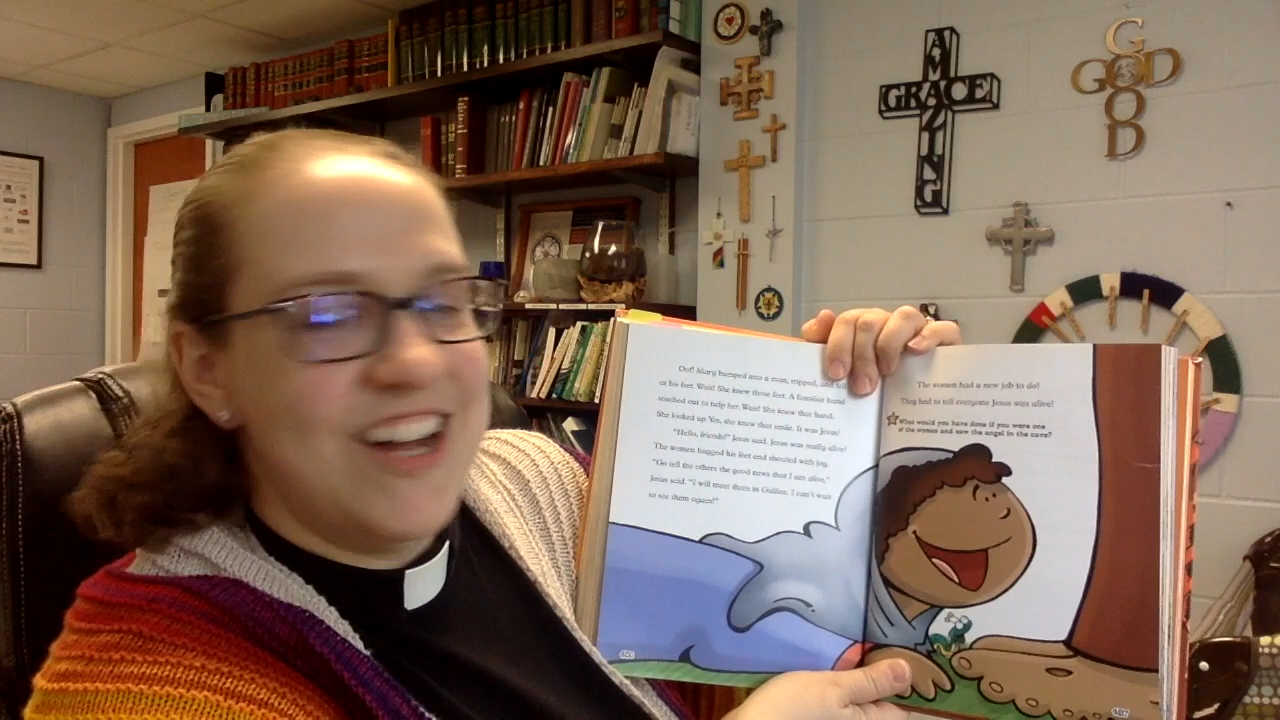 AMAZING
GRACE
GOD
GOOD
Oof! Mary bumped into a man, tripped, and fell
at his feet. Wait! She knew those feet. A familiar hand
reached out to help her. Wait! She knew that hand.
She looked up. Yes, she knew that smile. It was Jesus!
"Hello, friends!" Jesus said. Jesus was really alive!
The women hugged his feet and shouted with joy.
"Go tell the others the good news that I am alive,"
Jesus said. "I will meet them in Galilee. I can't wait
to see them again!"
The women had a new job to do!
They had to tell everyone Jesus was alive!
What would you have done if you were one
of the women and saw the angel in the cave?